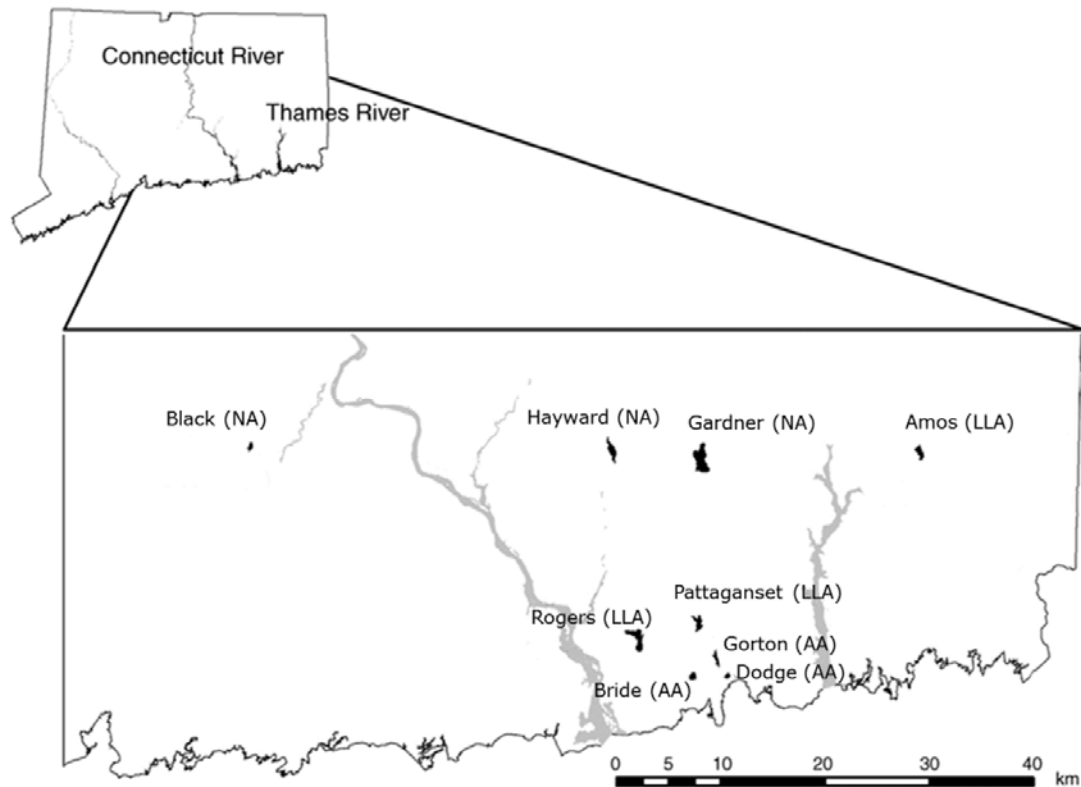 Connecticut River
Thames River
Black (NA)
Hayward (NA)
Gardner (NA)
Amos (LLA)
Pattaganset (LLA)
Rogers (LLA)
Gorton (AA)
Dodge (AA)
Bride (AA)
0 5 10 20 30 40
km